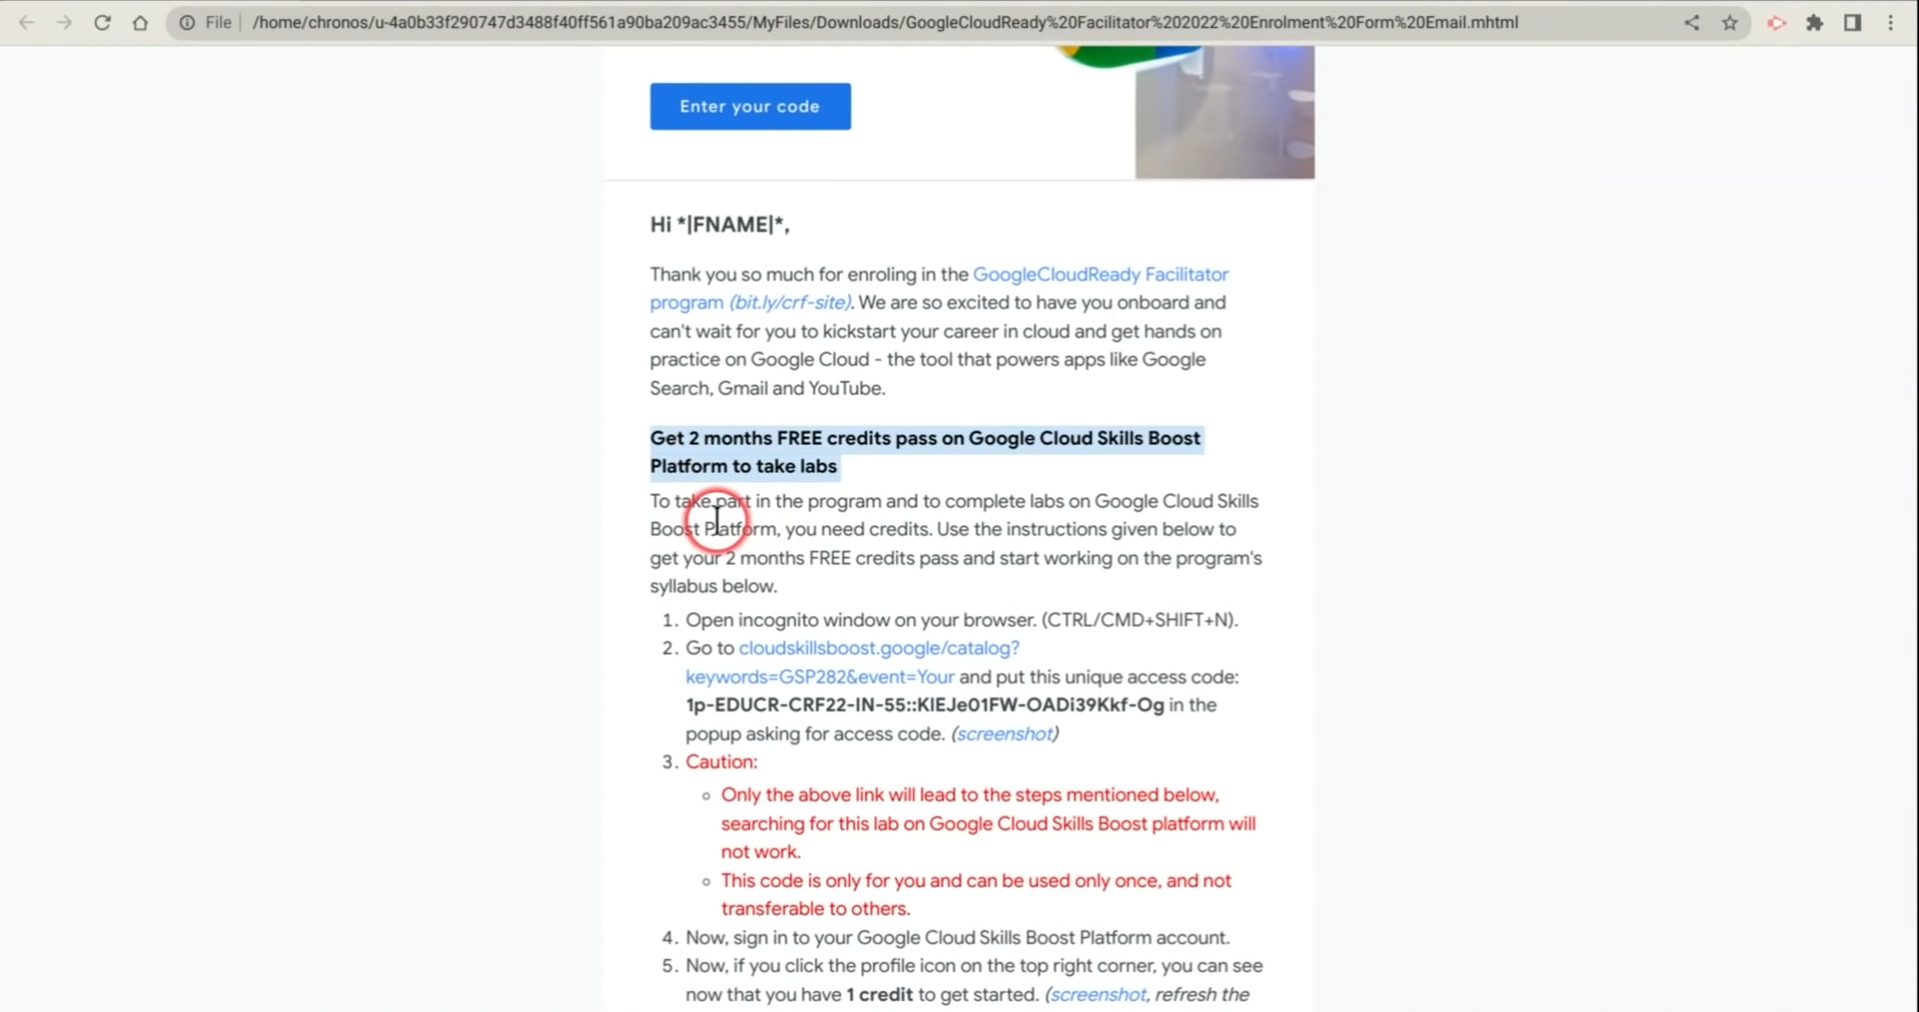 File
/home/chronos/u-4a0b33f290747d3488f40ff561a90ba209ac3455/MyFiles/Downloads/GoogleCloudReady%20Facilitator%202022%20Enrolment%20Form%20Email.mhtml
Enter your code
Hi *|FNAME|*,
Thank you so much for enroling in the GoogleCloudReady Facilitator
program (bit.ly/crf-site). We are so excited to have you onboard and
can't wait for you to kickstart your career in cloud and get hands on
practice on Google Cloud - the tool that powers apps like Google
Search, Gmail and YouTube.
Get 2 months FREE credits pass on Google Cloud Skills Boost
Platform to take labs
To take part in the program and to complete labs on Google Cloud Skills
Boost Platform, you need credits. Use the instructions given below to
get your 2 months FREE credits pass and start working on the program's
syllabus below.
1. Open incognito window on your browser. (CTRL/CMD+SHIFT+N).
2. Go to cloudskillsboost.google/catalog?
keywords=GSP282&event=Your and put this unique access code:
1p-EDUCR-CRF22-IN-55::KIEJe01FW-OADi39Kkf-Og in the
popup asking for access code. (screenshot)
3. Caution:
Only the above link will lead to the steps mentioned below,
searching for this lab on Google Cloud Skills Boost platform will
not work.
This code is only for you and can be used only once, and not
transferable to others.
4. Now, sign in to your Google Cloud Skills Boost Platform account.
5. Now, if you click the profile icon on the top right corner, you can see
now that you have 1 credit to get started. (screenshot, refresh the